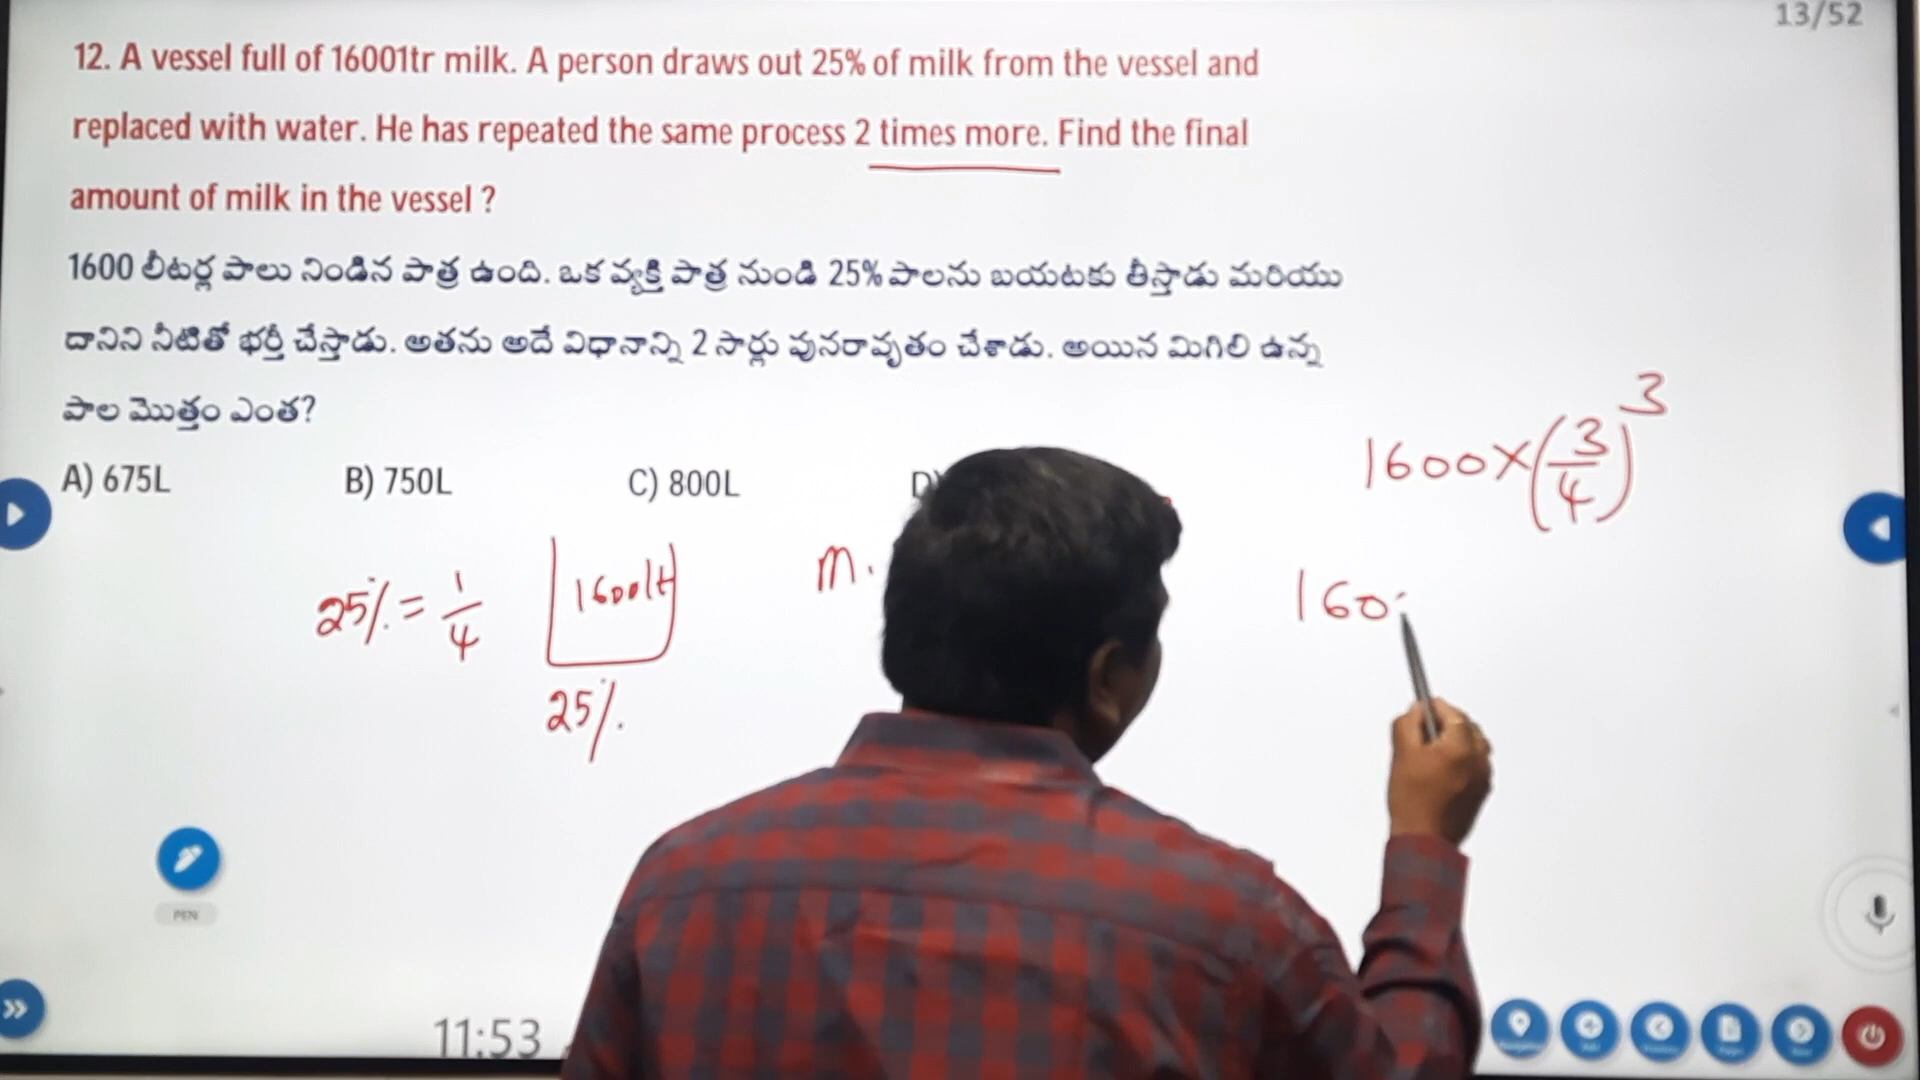 13/52
12. A vessel full of 16001tr milk. A person draws out 25% of milk from the vessel and
replaced with water. He has repeated the same process 2 times more. Find the final
amount of milk in the vessel ?
1600 లీటర్ల పాలు నిండిన పాత్ర ఉంది. ఒక వ్యక్తి పాత్ర నుండి 25% పాలను బయటకు తీస్తాడు మరియు
దానిని నీటితో భర్తీ చేస్తాడు. అతను అదే విధానాన్ని 2 సార్లు పునరావృతం చేశాడు. అయిన మిగిలి ఉన్న
పాల మొత్తం ఎంత?
A) 675L B) 750L C) 800L D)
1600×(3/4)^3
25% = 1/4 1600lt m.
160
25%
PEN
11:53